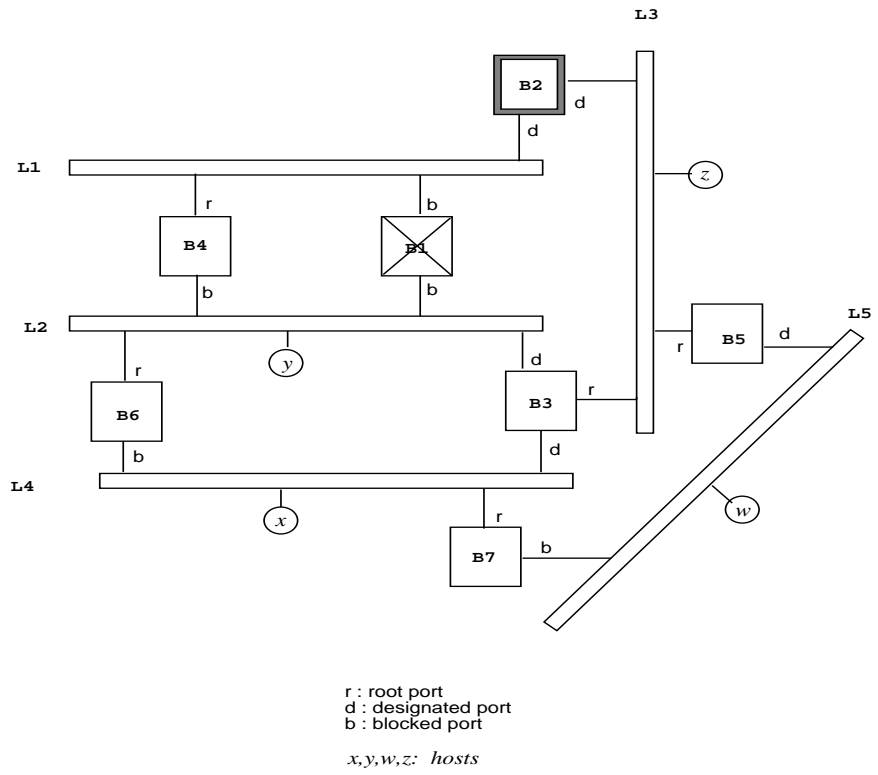 L3
B2
d
d
L1
z
r
b
B4
B1
b
b
L2
L5
B5
d
r
y
d
r
B3
r
B6
b
d
L4
x
w
r
b
B7
r : root port
d : designated port
b : blocked port
x,y,w,z: hosts